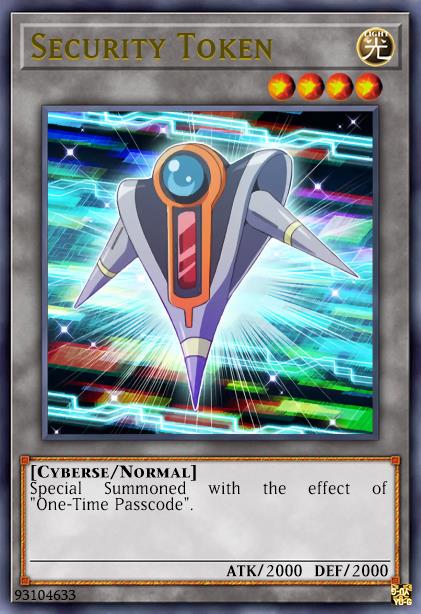 Security Token
LIGHT
光
[Cyberse/Normal]
Special Summoned with the effect of
"One-Time Passcode".
ATK/2000 DEF/2000
93104633